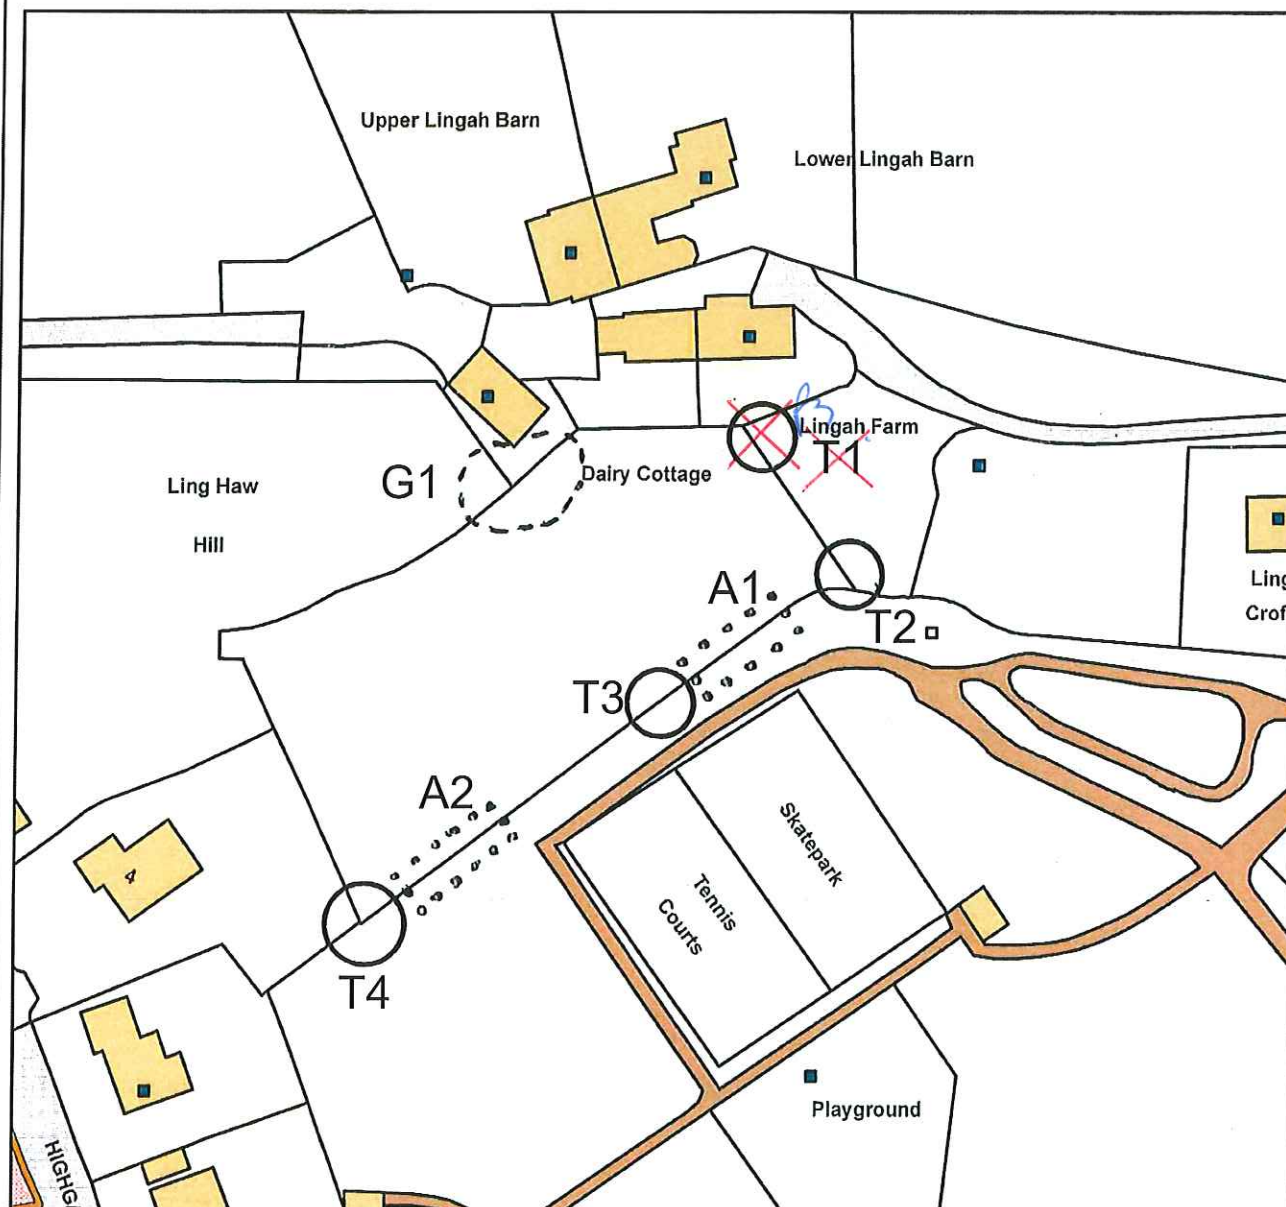 Upper Lingah Barn
Lower Lingah Barn
Lingah Farm
T1
G1
Dairy Cottage
Ling Haw
Hill
A1
T2
T3
A2
T4
4
Skatepark
Tennis
Courts
Playground